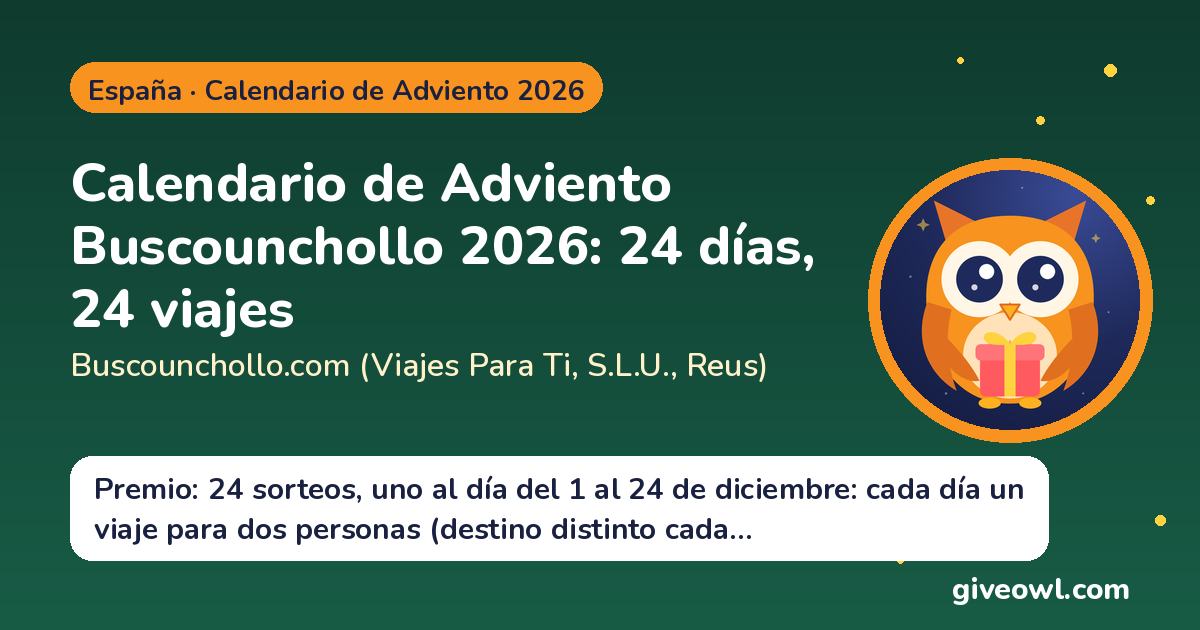 España · Calendario de Adviento 2026
Calendario de Adviento
Buscounchollo 2026: 24 días,
24 viajes
Buscounchollo.com (Viajes Para Ti, S.L.U., Reus)
Premio: 24 sorteos, uno al día del 1 al 24 de diciembre: cada día un
viaje para dos personas (destino distinto cada...
giveowl.com